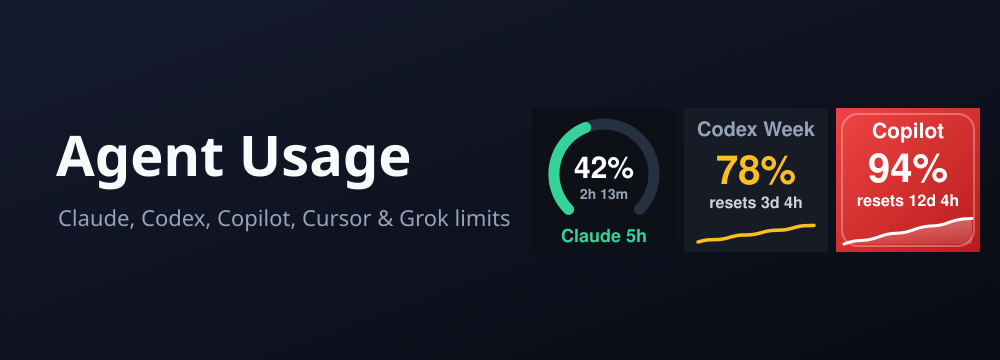 Agent Usage
Claude, Codex, Copilot, Cursor & Grok limits
42%
2h 13m
Claude 5h
Codex Week
78%
resets 3d 4h
Copilot
94%
resets 12d 4h